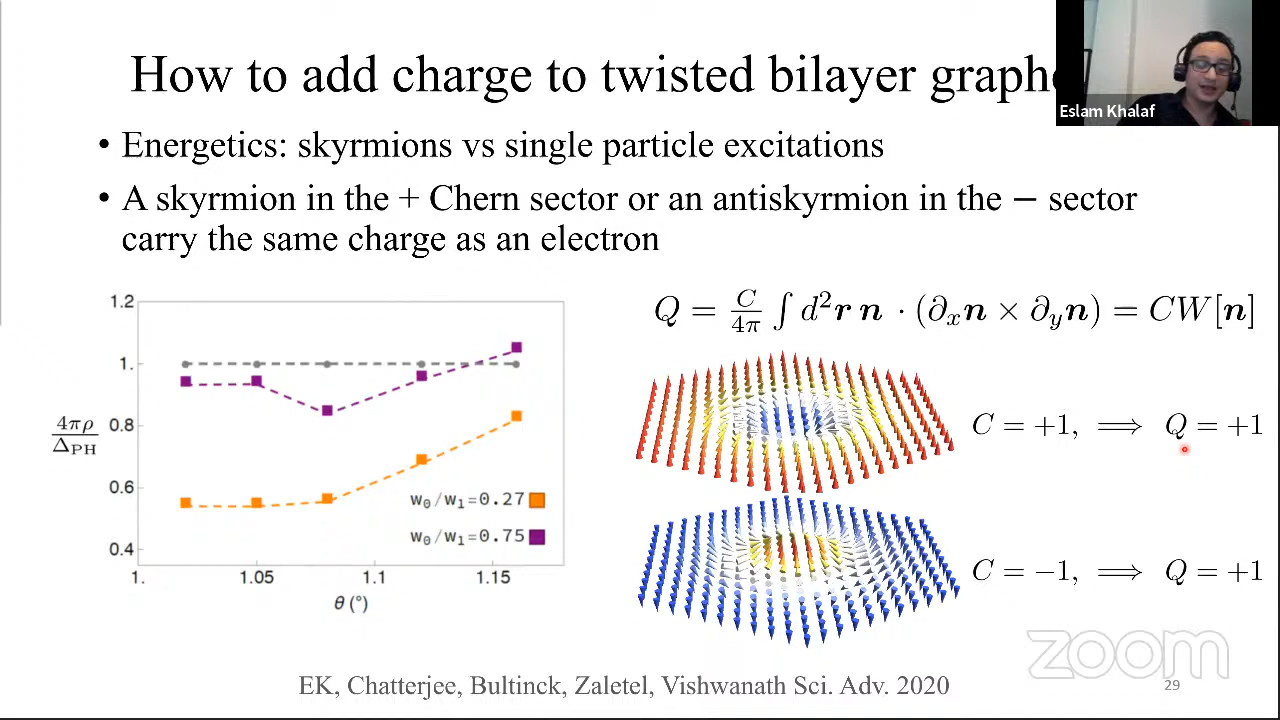 How to add charge to twisted bilayer graphe
Eslam Khalaf
• Energetics: skyrmions vs single particle excitations
• A skyrmion in the + Chern sector or an antiskyrmion in the − sector
carry the same charge as an electron
Q = C/4π ∫ d²r n · (∂ₓn × ∂ᵧn) = CW[n]
1.2
1.
0.8
0.6
0.4
4πρ/Δ_PH
w₀/w₁=0.27
w₀/w₁=0.75
1. 1.05 1.1 1.15
θ (°)
C = +1, ⟹ Q = +1
C = −1, ⟹ Q = +1
zoom
EK, Chatterjee, Bultinck, Zaletel, Vishwanath Sci. Adv. 2020
29